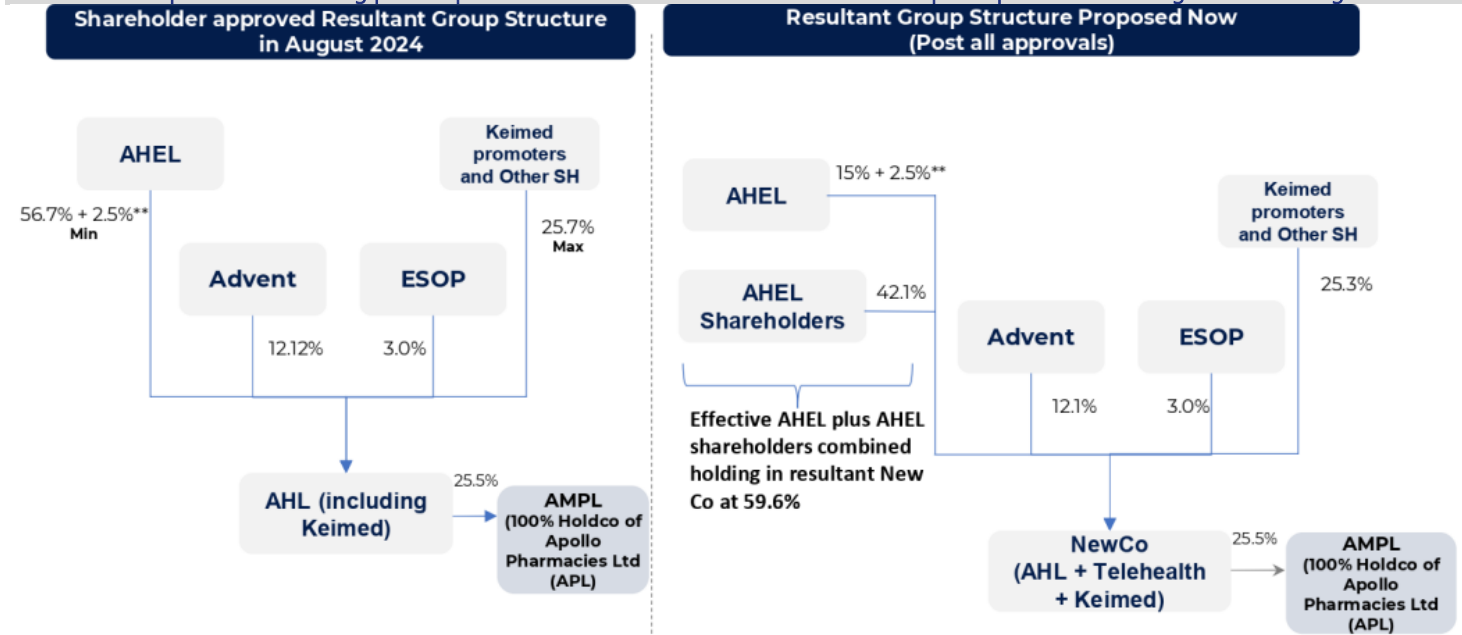 Shareholder approved Resultant Group Structure
in August 2024
AHEL
56.7% + 2.5%**
Min
Keimed
promoters
and Other SH
25.7%
Max
Advent
ESOP
12.12%
3.0%
AHL (including
Keimed)
25.5%
AMPL
(100% Holdco of
Apollo
Pharmacies Ltd
(APL)
Resultant Group Structure Proposed Now
(Post all approvals)
AHEL
15% + 2.5%**
Keimed
promoters
and Other SH
25.3%
AHEL
Shareholders
42.1%
Advent
ESOP
12.1%
3.0%
Effective AHEL plus AHEL
shareholders combined
holding in resultant New
Co at 59.6%
NewCo
(AHL + Telehealth
+ Keimed)
25.5%
AMPL
(100% Holdco of
Apollo
Pharmacies Ltd
(APL)